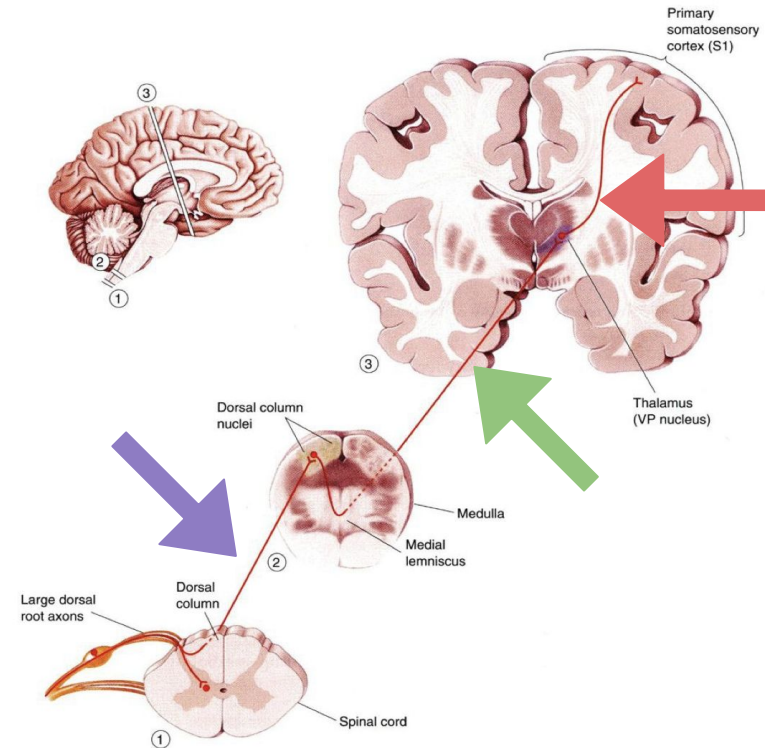 Primary
somatosensory
cortex (S1)
3
2
1
3
Thalamus
(VP nucleus)
Dorsal column
nuclei
Medulla
Medial
lemniscus
2
Dorsal
column
Large dorsal
root axons
Spinal cord
1